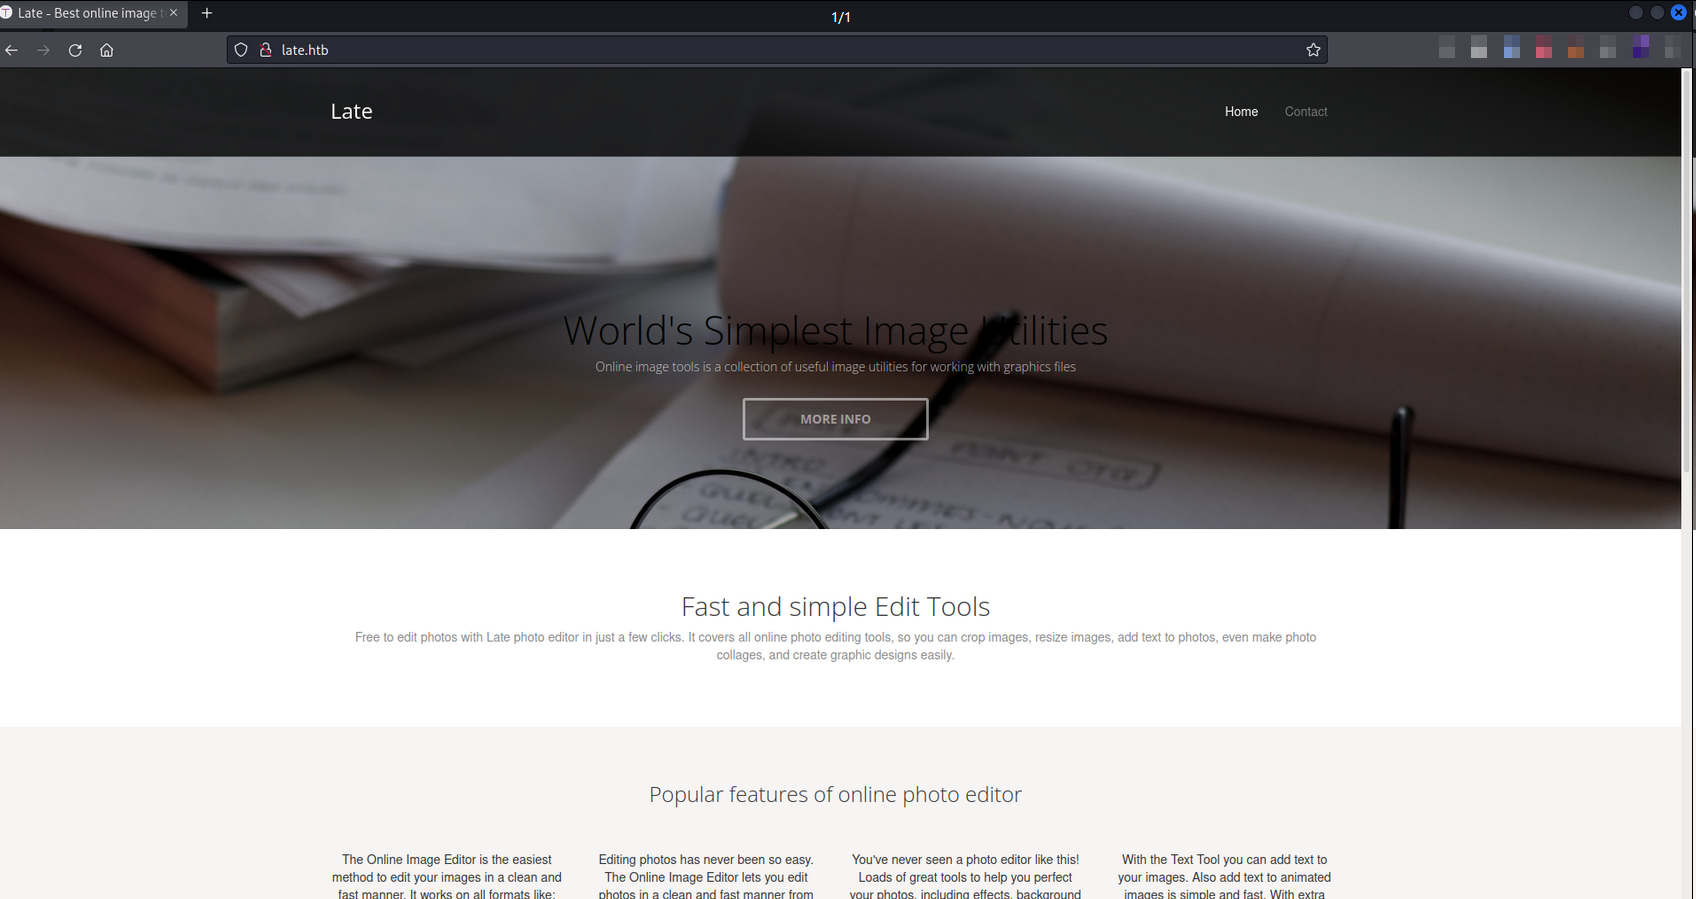 Late - Best online image t
1/1
late.htb
Late
Home Contact
World's Simplest Image Utilities
Online image tools is a collection of useful image utilities for working with graphics files
MORE INFO
POINT
INTRO
Fast and simple Edit Tools
Free to edit photos with Late photo editor in just a few clicks. It covers all online photo editing tools, so you can crop images, resize images, add text to photos, even make photo
collages, and create graphic designs easily.
Popular features of online photo editor
The Online Image Editor is the easiest
method to edit your images in a clean and
fast manner. It works on all formats like:
Editing photos has never been so easy.
The Online Image Editor lets you edit
photos in a clean and fast manner from
You've never seen a photo editor like this!
Loads of great tools to help you perfect
your photos, including effects, background
With the Text Tool you can add text to
your images. Also add text to animated
images is simple and fast. With extra